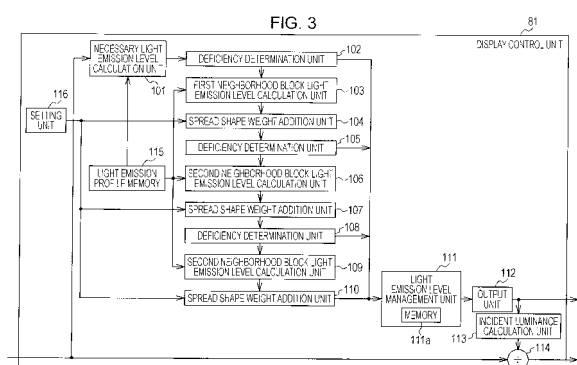 FIG. 3
81
DISPLAY CONTROL UNIT
NECESSARY LIGHT
EMISSION LEVEL
CALCULATION UNIT
101
DEFICIENCY DETERMINATION UNIT
102
FIRST NEIGHBORHOOD BLOCK LIGHT
EMISSION LEVEL CALCULATION UNIT
103
116
SETTING
UNIT
SPREAD SHAPE WEIGHT ADDITION UNIT
104
DEFICIENCY DETERMINATION UNIT
105
115
LIGHT EMISSION
PROFILE MEMORY
SECOND NEIGHBORHOOD BLOCK LIGHT
EMISSION LEVEL CALCULATION UNIT
106
SPREAD SHAPE WEIGHT ADDITION UNIT
107
DEFICIENCY DETERMINATION UNIT
108
SECOND NEIGHBORHOOD BLOCK LIGHT
EMISSION LEVEL CALCULATION UNIT
109
SPREAD SHAPE WEIGHT ADDITION UNIT
110
111
LIGHT
EMISSION LEVEL
MANAGEMENT UNIT
MEMORY
111a
112
OUTPUT
UNIT
INCIDENT LUMINANCE
CALCULATION UNIT
113
÷
114